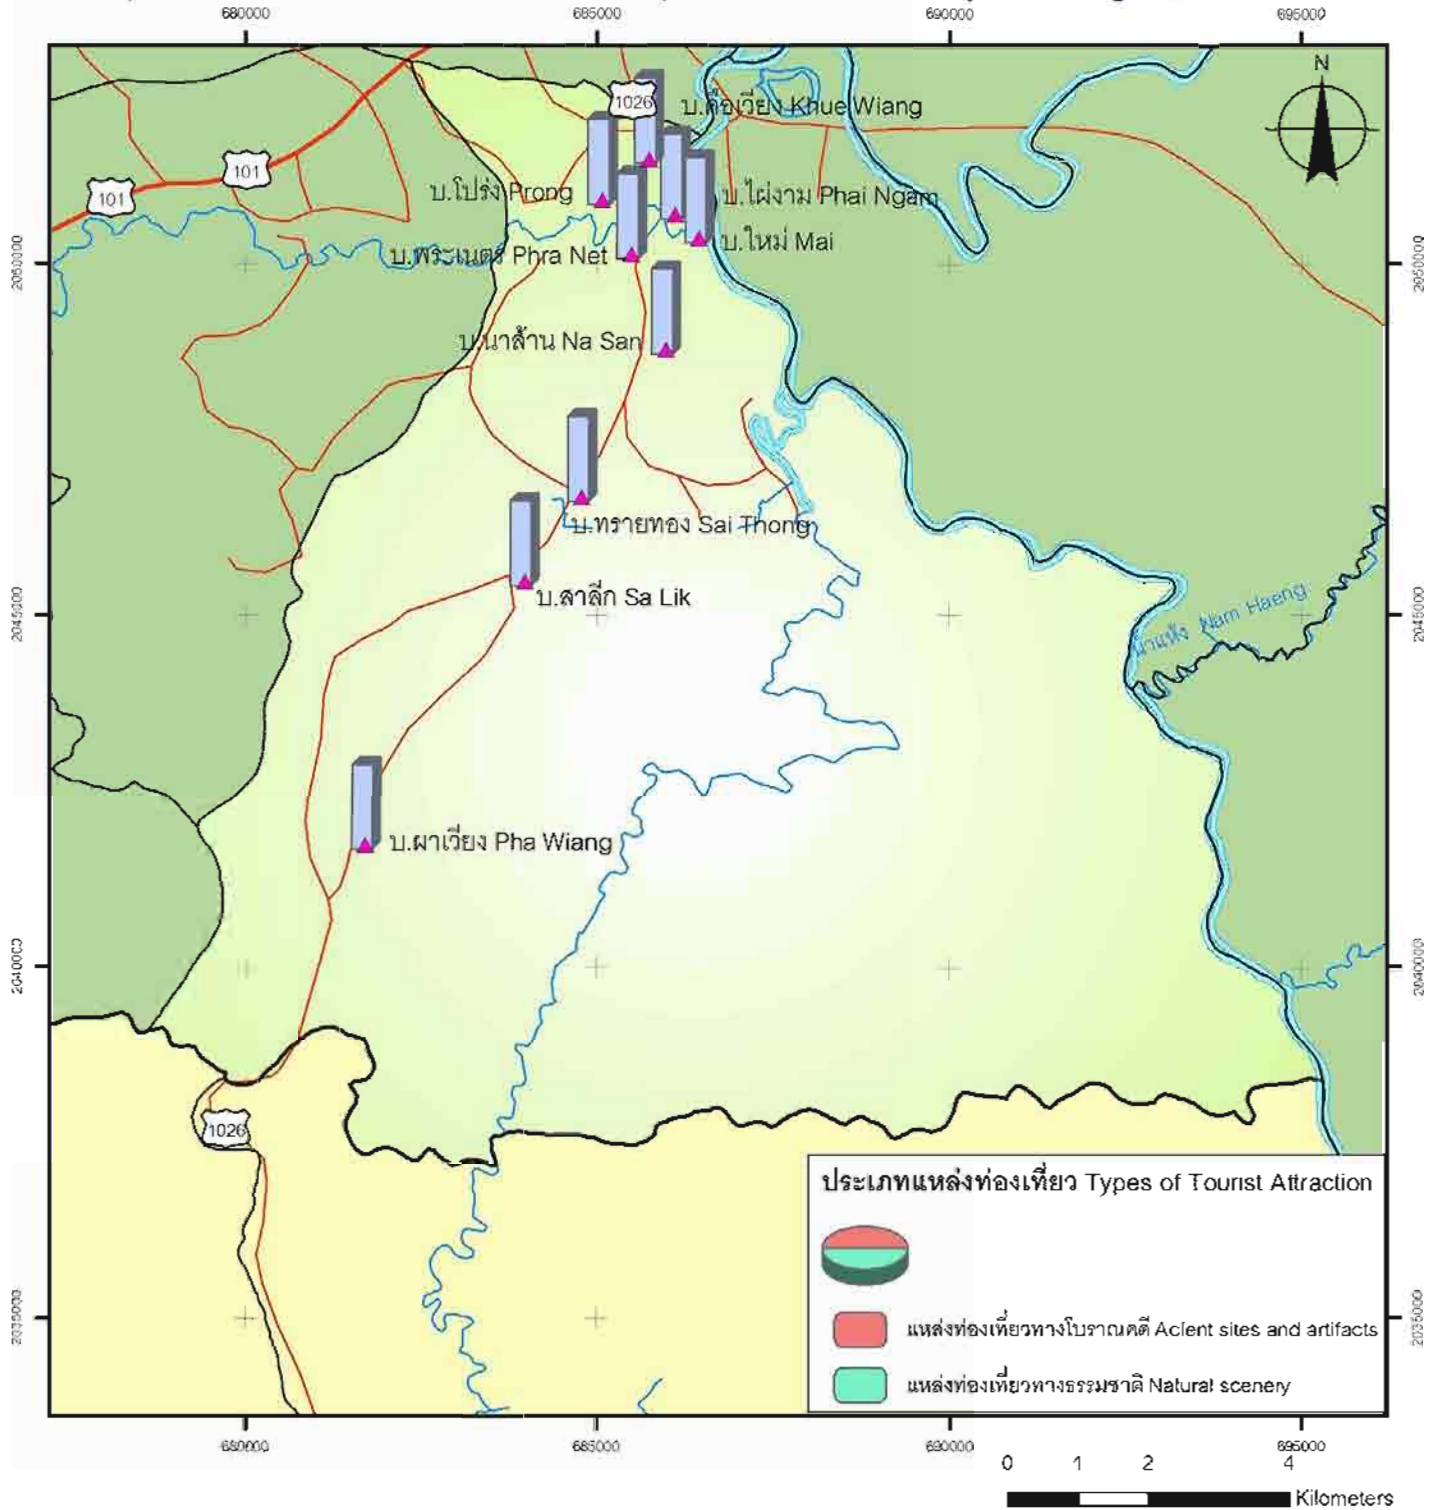 680000 685000 690000 695000
N
1026
บ.คือเวียง Khue Wiang
101
101
บ.โปร่ง Prong
บ.ไผ่งาม Phai Ngam
บ.ใหม่ Mai
บ.พระเนตร Phra Net
2050000 2050000
บ.นาส้าน Na San
บ.ทรายทอง Sai Thong
บ.สาลีก Sa Lik
2045000 2045000
Nam Haeng
บ.ผาเวียง Pha Wiang
2040000 2040000
1026
ประเภทแหล่งท่องเที่ยว Types of Tourist Attraction
2035000 2035000
แหล่งท่องเที่ยวทางโบราณคดี Acient sites and artifacts
แหล่งท่องเที่ยวทางธรรมชาติ Natural scenery
680000 685000 690000 695000
0 1 2 4
Kilometers